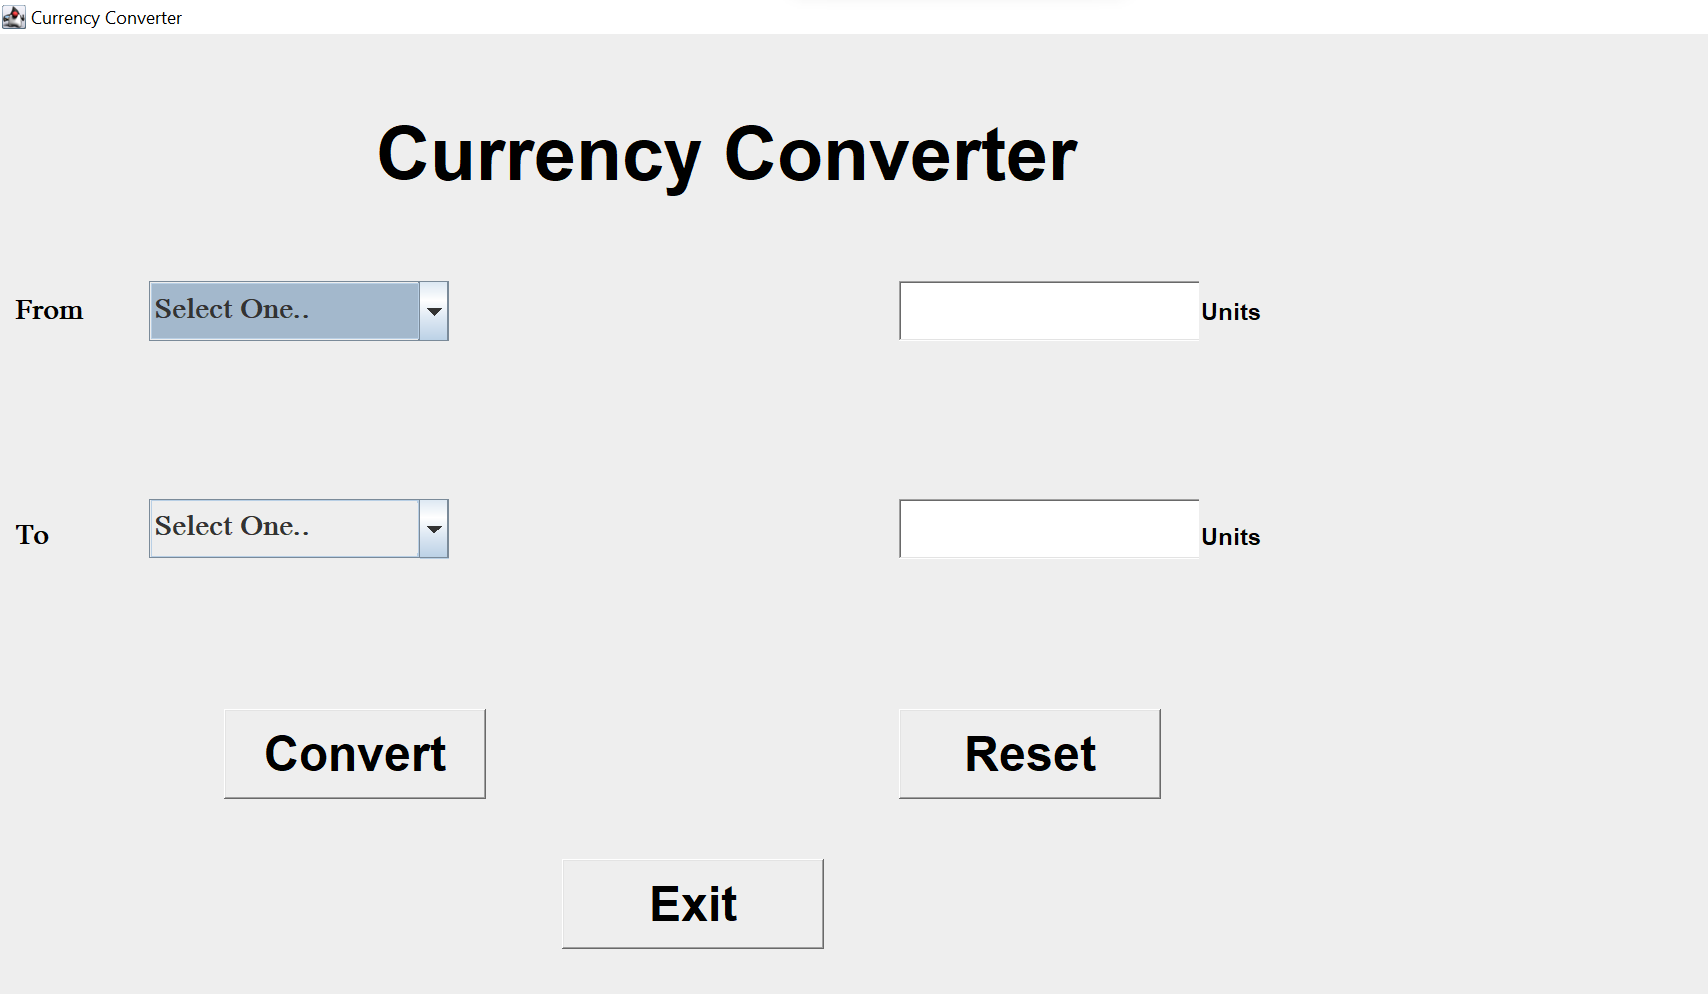 Currency Converter
Currency Converter
From
Select One..
Units
To
Select One..
Units
Convert
Reset
Exit